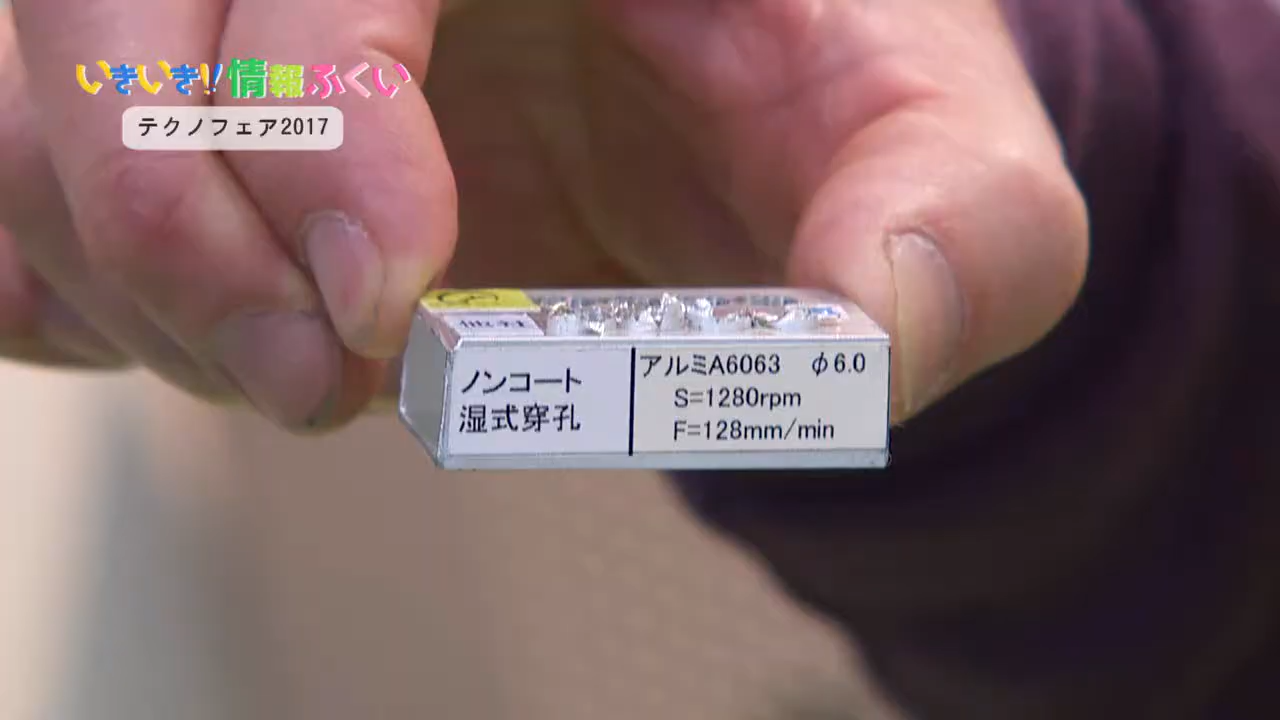 いきいき!!情報ふくい
テクノフェア2017
ノンコート
湿式穿孔
アルミA6063 φ6.0
S=1280rpm
F=128mm/min